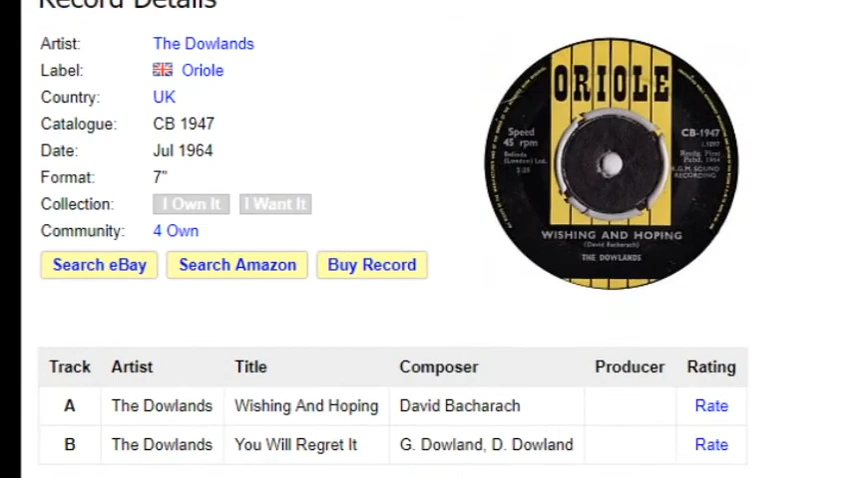 Record Details
Artist: The Dowlands
Label: Oriole
Country: UK
Catalogue: CB 1947
Date: Jul 1964
Format: 7"
Collection: I Own It I Want It
Community: 4 Own
Search eBay Search Amazon Buy Record
ORIOLE
Speed
45 rpm
CB-1947
WISHING AND HOPING
(David Bacharach)
THE DOWLANDS
Track Artist Title Composer Producer Rating
A The Dowlands Wishing And Hoping David Bacharach Rate
B The Dowlands You Will Regret It G. Dowland, D. Dowland Rate